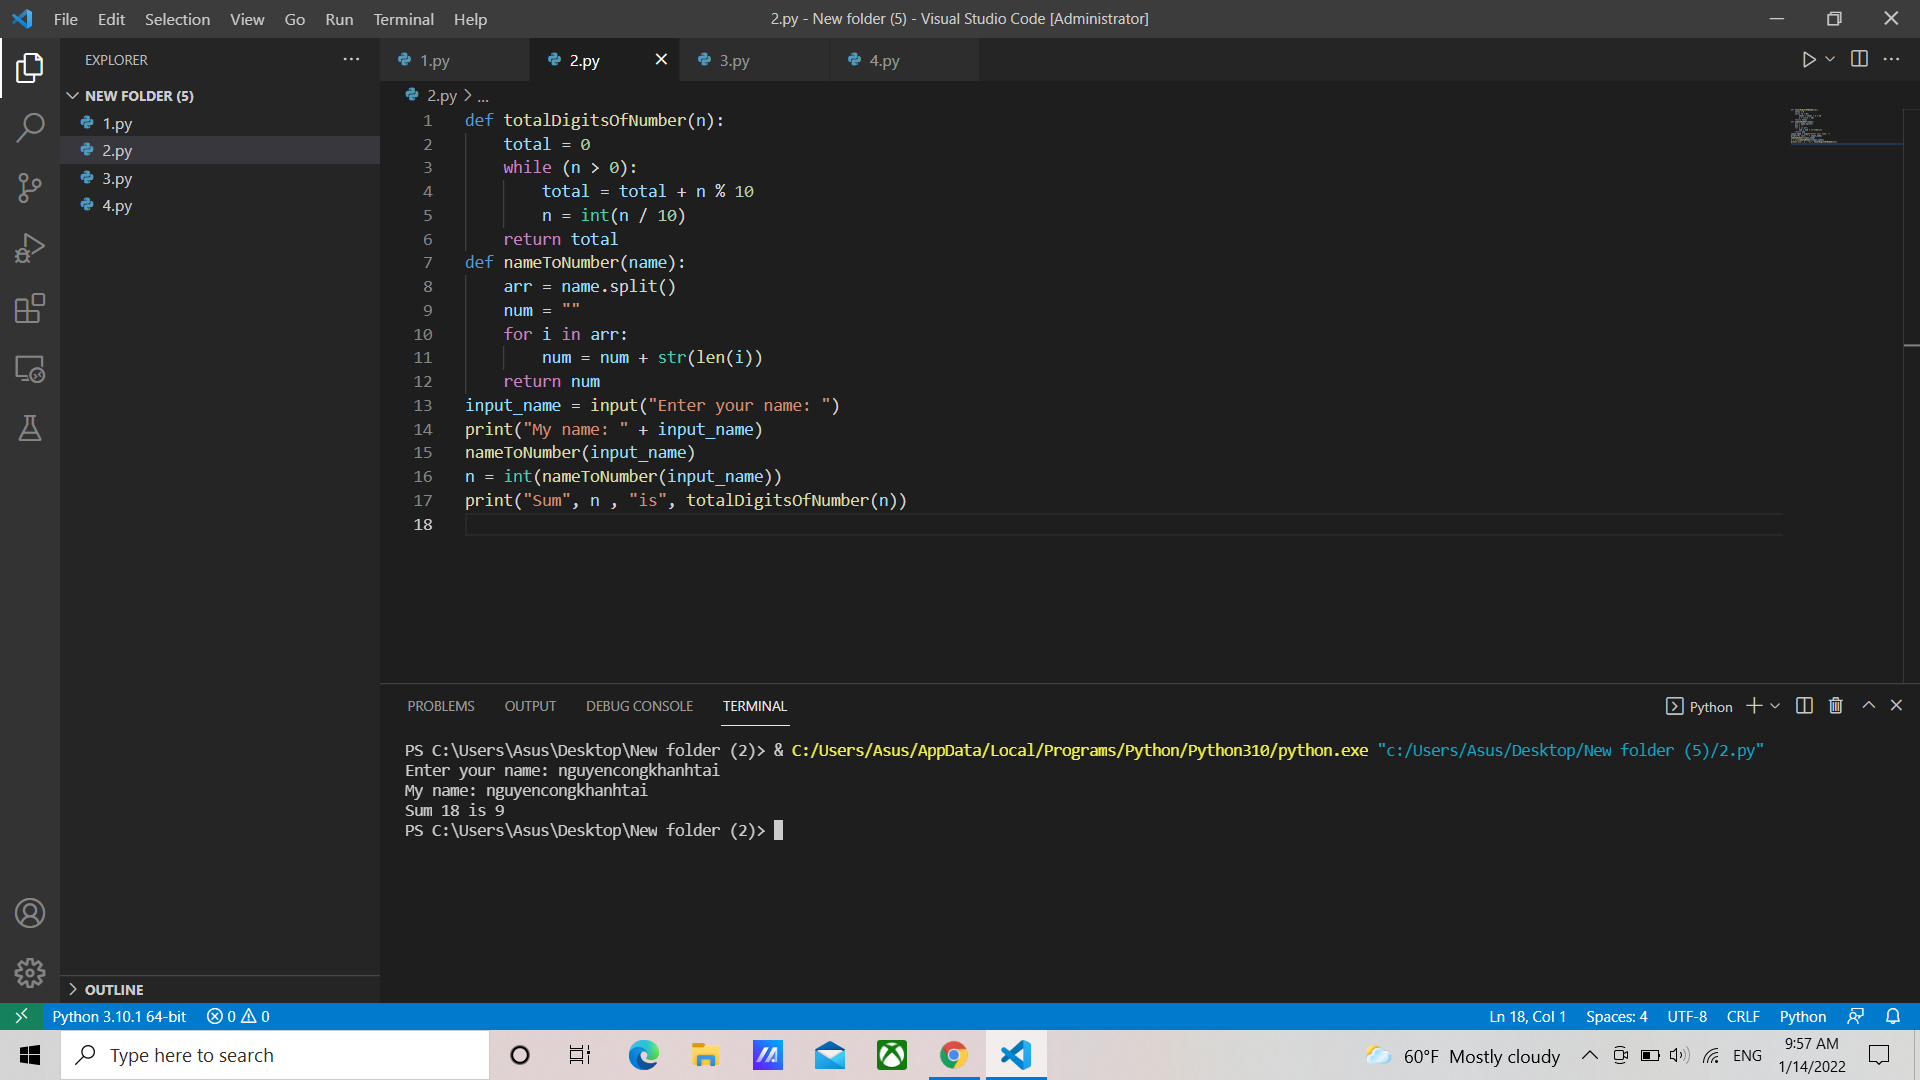 File Edit Selection View Go Run Terminal Help
2.py - New folder (5) - Visual Studio Code [Administrator]
EXPLORER
NEW FOLDER (5)
1.py
2.py
3.py
4.py
OUTLINE
1.py 2.py 3.py 4.py
2.py > ...
1 def totalDigitsOfNumber(n):
2     total = 0
3     while (n > 0):
4         total = total + n % 10
5         n = int(n / 10)
6     return total
7 def nameToNumber(name):
8     arr = name.split()
9     num = ""
10     for i in arr:
11         num = num + str(len(i))
12     return num
13 input_name = input("Enter your name: ")
14 print("My name: " + input_name)
15 nameToNumber(input_name)
16 n = int(nameToNumber(input_name))
17 print("Sum", n , "is", totalDigitsOfNumber(n))
18
PROBLEMS OUTPUT DEBUG CONSOLE TERMINAL
Python
PS C:\Users\Asus\Desktop\New folder (2)> & C:/Users/Asus/AppData/Local/Programs/Python/Python310/python.exe "c:/Users/Asus/Desktop/New folder (5)/2.py"
Enter your name: nguyencongkhanhtai
My name: nguyencongkhanhtai
Sum 18 is 9
PS C:\Users\Asus\Desktop\New folder (2)>
Python 3.10.1 64-bit 0 0
Ln 18, Col 1 Spaces: 4 UTF-8 CRLF Python
Type here to search
60°F Mostly cloudy
ENG
9:57 AM
1/14/2022